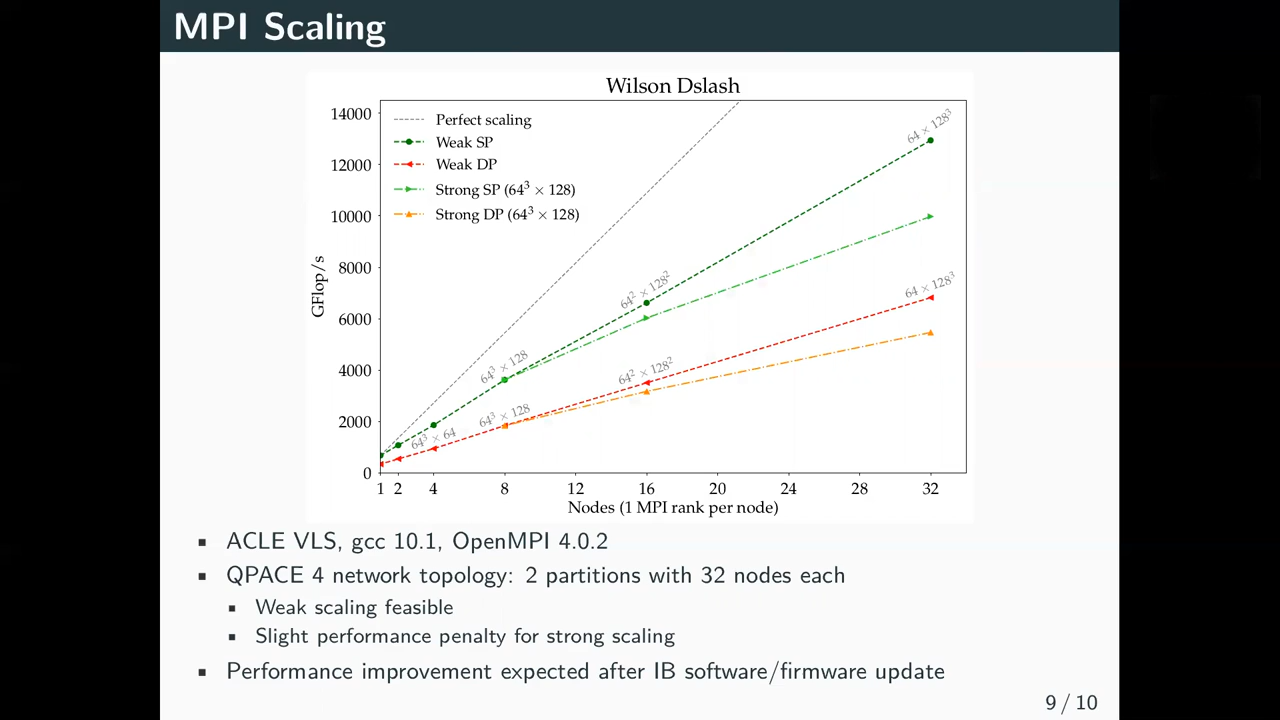 MPI Scaling
Wilson Dslash
14000
12000
10000
8000
6000
4000
2000
0
GFlop/s
Perfect scaling
Weak SP
Weak DP
Strong SP (64³ × 128)
Strong DP (64³ × 128)
64 × 128³
64² × 128²
64³ × 128
64 × 128³
64² × 128²
64³ × 128
64³ × 64
1 2 4 8 12 16 20 24 28 32
Nodes (1 MPI rank per node)
▪ ACLE VLS, gcc 10.1, OpenMPI 4.0.2
▪ QPACE 4 network topology: 2 partitions with 32 nodes each
▪ Weak scaling feasible
▪ Slight performance penalty for strong scaling
▪ Performance improvement expected after IB software/firmware update
9 / 10